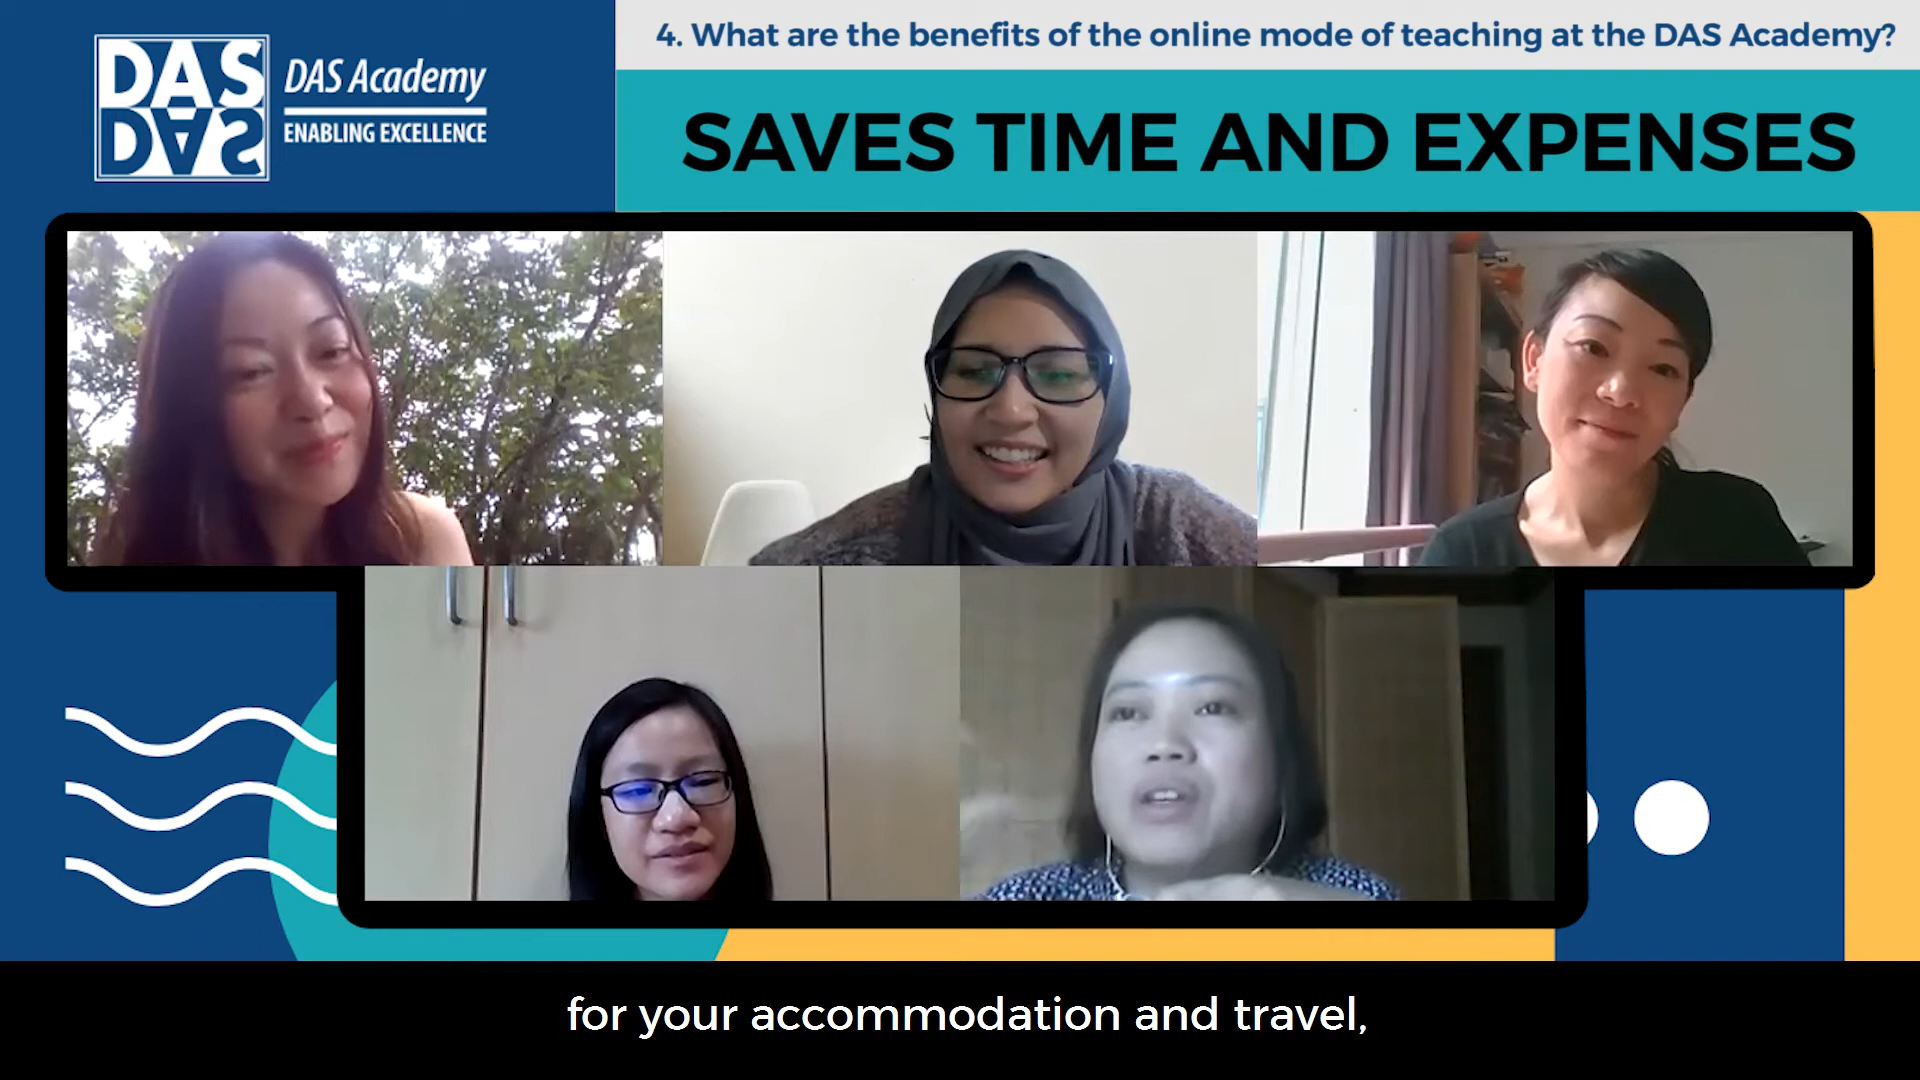 DAS
DAS
DAS Academy
ENABLING EXCELLENCE
4. What are the benefits of the online mode of teaching at the DAS Academy?
SAVES TIME AND EXPENSES
for your accommodation and travel,